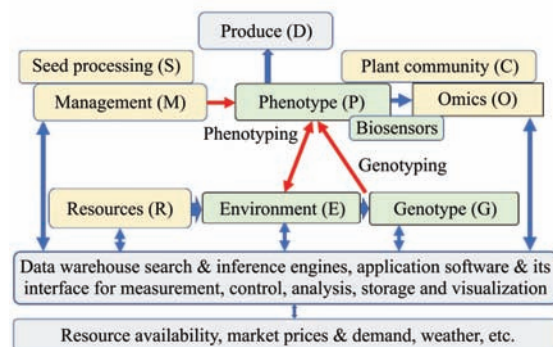 Produce (D)
Seed processing (S)
Plant community (C)
Management (M)
Phenotype (P)
Omics (O)
Phenotyping
Biosensors
Genotyping
Resources (R)
Environment (E)
Genotype (G)
Data warehouse search & inference engines, application software & its
interface for measurement, control, analysis, storage and visualization
Resource availability, market prices & demand, weather, etc.